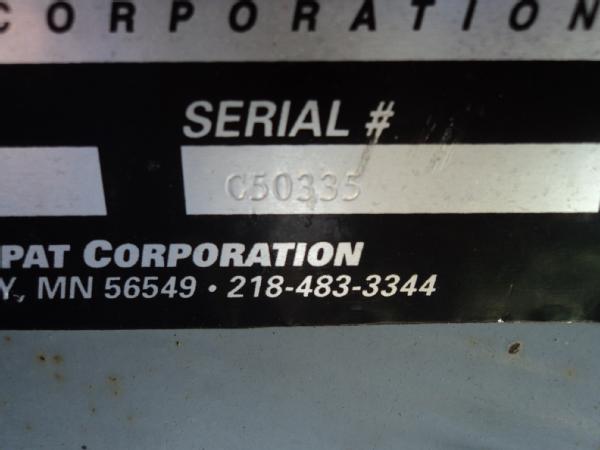 CORPORATION
SERIAL #
C50335
PAT CORPORATION
Y, MN 56549 · 218-483-3344